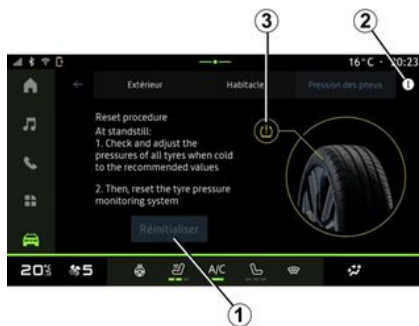 3
2
16°C · 20:23
Extérieur
Habitacle
Pression des pneus
Reset procedure
At standstill:
1. Check and adjust the
pressures of all tyres when cold
to the recommended values
2. Then, reset the tyre pressure
monitoring system
Réinitialiser
5
A/C
1